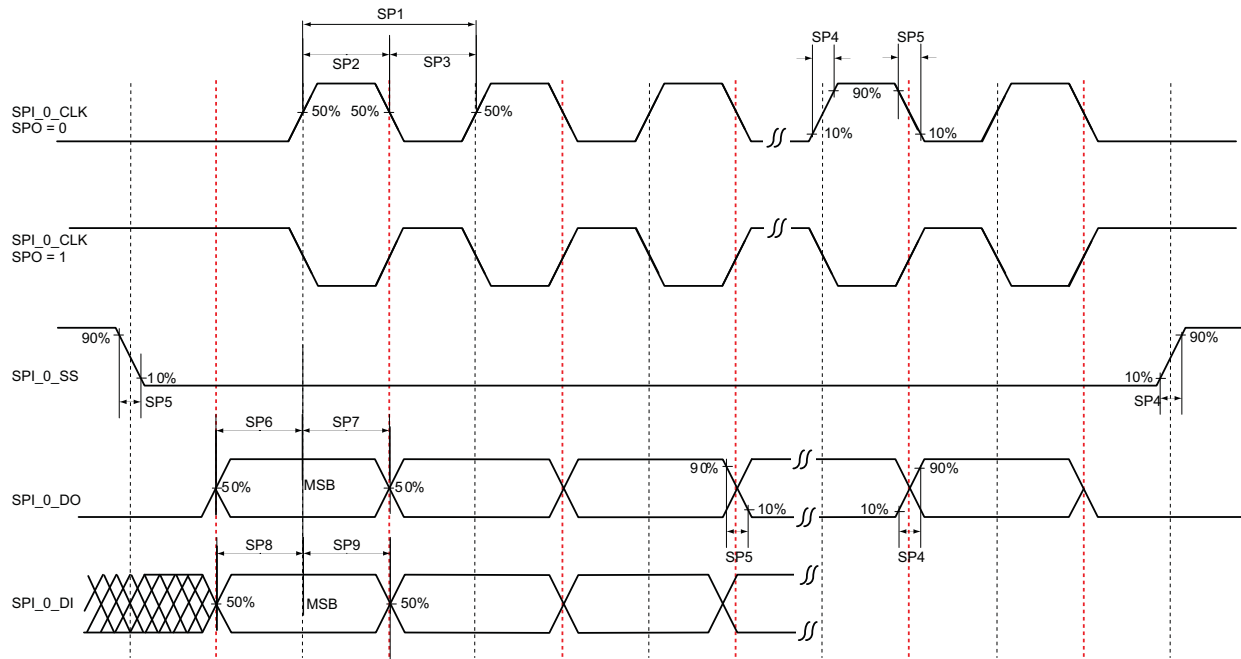 SP1
SP4 SP5
SP2 SP3
90%
SPI_0_CLK
SPO = 0
50% 50% 50%
10% 10%
SPI_0_CLK
SPO = 1
90% 90%
SPI_0_SS
10% 10%
SP5 SP4
SP6 SP7
90% 90%
SPI_0_DO
50% MSB 50%
10% 10%
SP5 SP4
SP8 SP9
SPI_0_DI
50% MSB 50%